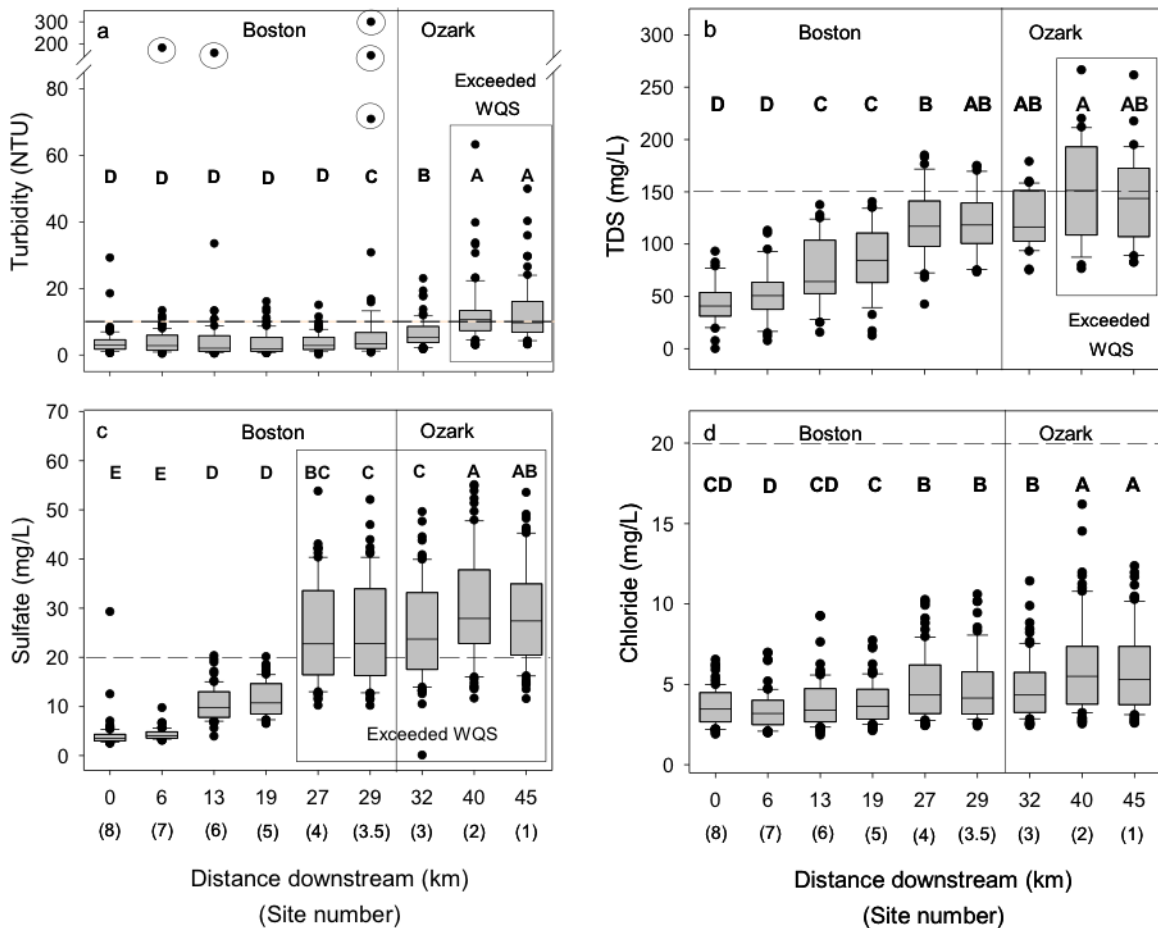 a
Boston
Ozark
Exceeded
WQS
D
D
D
D
D
C
B
A
A
300
200
80
60
40
20
10
0
Turbidity (NTU)
b
Boston
Ozark
D
D
C
C
B
AB
AB
A
AB
300
250
200
150
100
50
0
TDS (mg/L)
Exceeded
WQS
c
Boston
Ozark
E
E
D
D
BC
C
C
A
AB
70
60
50
40
30
20
10
0
Sulfate (mg/L)
Exceeded WQS
0 6 13 19 27 29 32 40 45
(8) (7) (6) (5) (4) (3.5) (3) (2) (1)
Distance downstream (km)
(Site number)
d
Boston
Ozark
CD
D
CD
C
B
B
B
A
A
20
15
10
5
0
Chloride (mg/L)
0 6 13 19 27 29 32 40 45
(8) (7) (6) (5) (4) (3.5) (3) (2) (1)
Distance downstream (km)
(Site number)